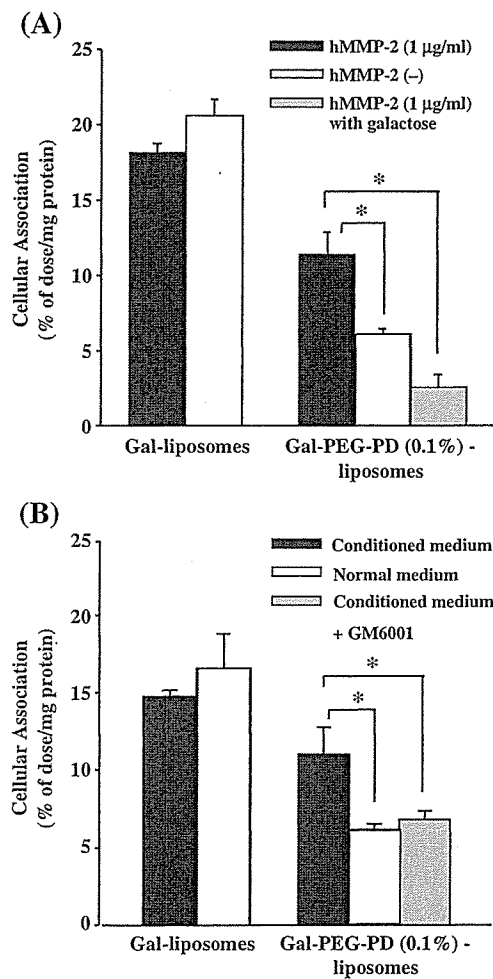 (A)
25
20
15
10
5
0
Cellular Association
(% of dose/mg protein)
hMMP-2 (1 µg/ml)
hMMP-2 (–)
hMMP-2 (1 µg/ml)
with galactose
*
*
Gal-liposomes
Gal-PEG-PD (0.1%) -
liposomes
(B)
25
20
15
10
5
0
Cellular Association
(% of dose/mg protein)
Conditioned medium
Normal medium
Conditioned medium
+ GM6001
*
*
Gal-liposomes
Gal-PEG-PD (0.1%) -
liposomes